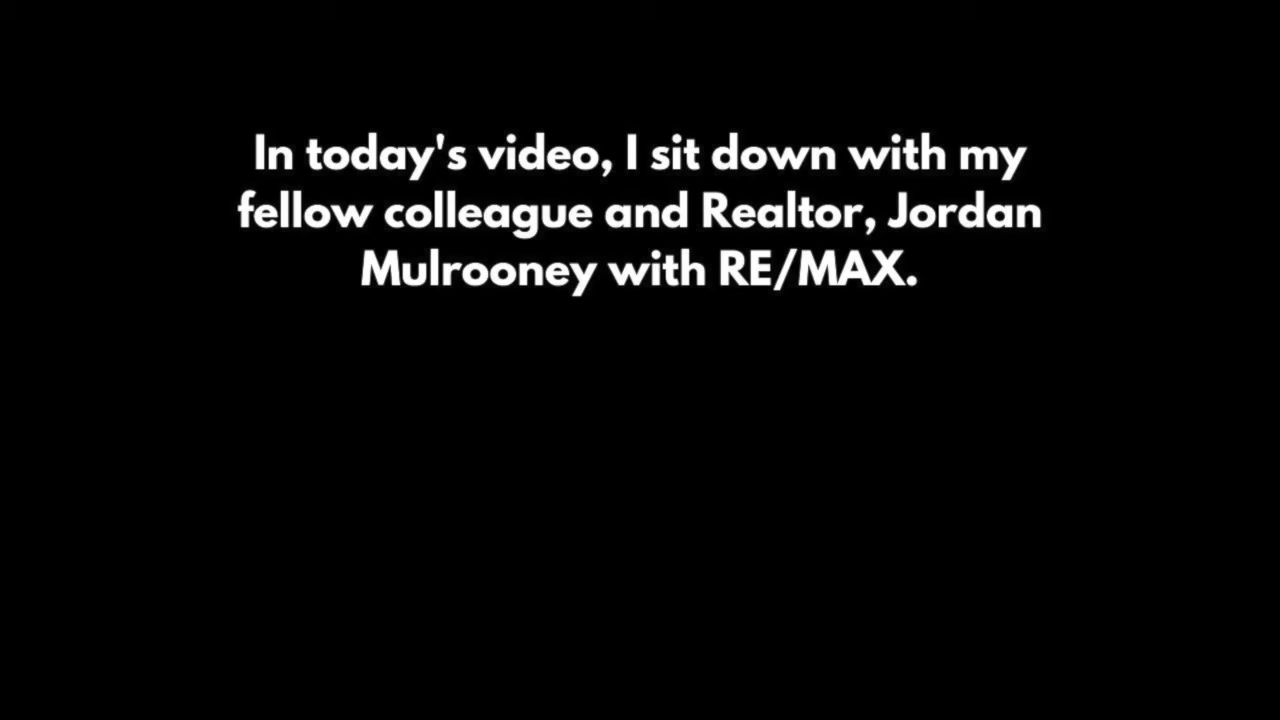 In today's video, I sit down with my
fellow colleague and Realtor, Jordan
Mulrooney with RE/MAX.